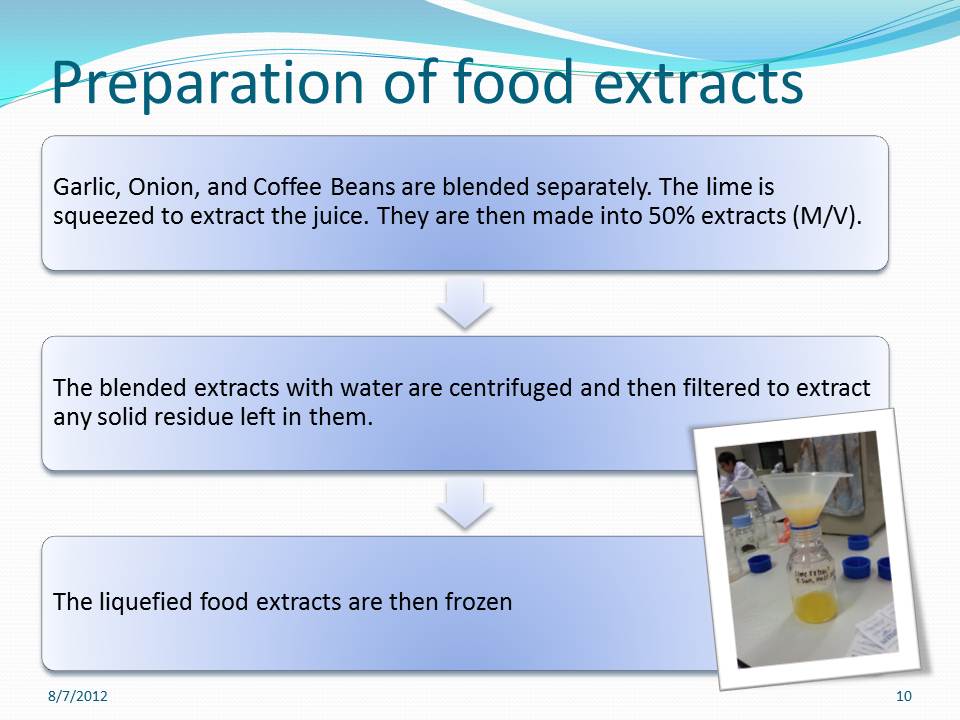 Preparation of food extracts
Garlic, Onion, and Coffee Beans are blended separately. The lime is
squeezed to extract the juice. They are then made into 50% extracts (M/V).
The blended extracts with water are centrifuged and then filtered to extract
any solid residue left in them.
The liquefied food extracts are then frozen
8/7/2012
10